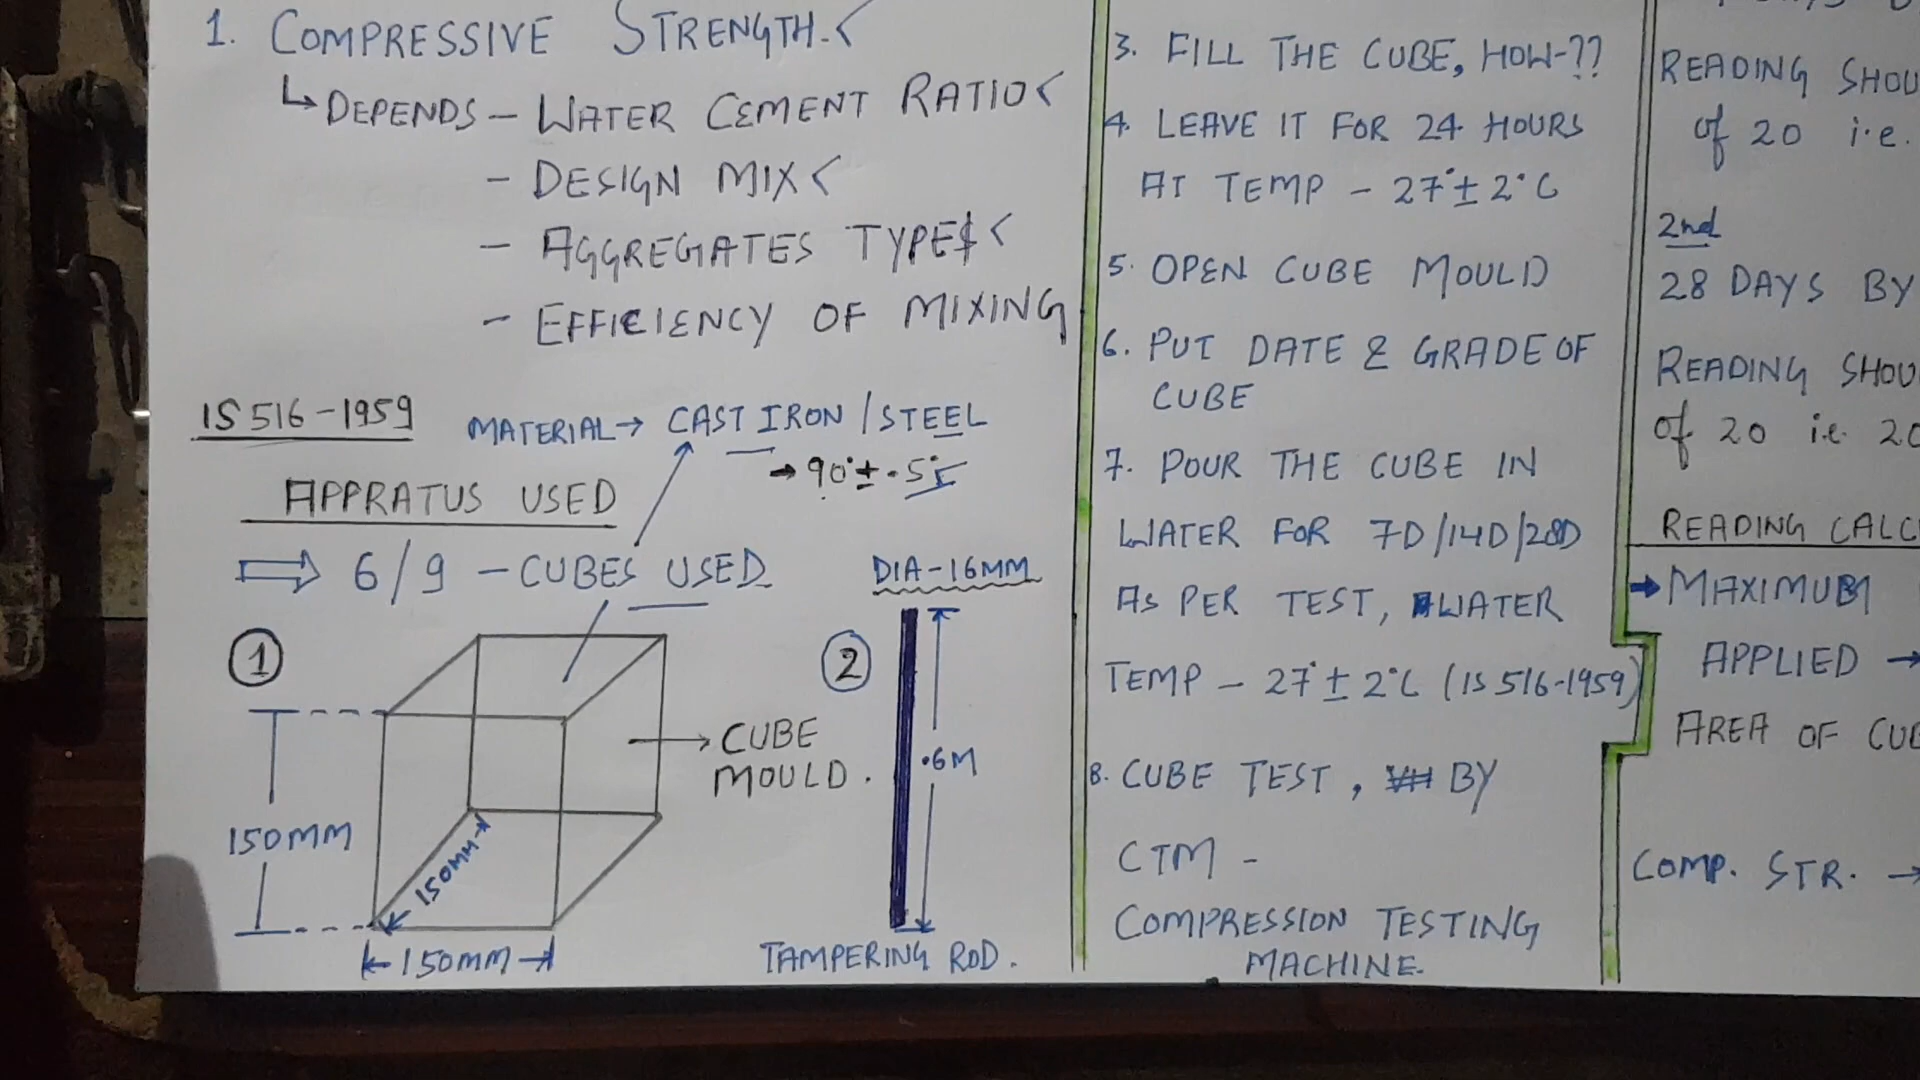 1. COMPRESSIVE STRENGTH.
DEPENDS - WATER CEMENT RATIO
- DESIGN MIX
- AGGREGATES TYPES
- EFFICIENCY OF MIXING
IS 516-1959
MATERIAL → CAST IRON / STEEL
→ 90° ± .5°
APPRATUS USED
⇒ 6/9 - CUBES USED
1
150MM
150MM
150MM
→ CUBE
MOULD.
DIA-16MM
2
.6M
TAMPERING ROD.
3. FILL THE CUBE, HOW-??
4. LEAVE IT FOR 24 HOURS
AT TEMP - 27° ± 2°C
5. OPEN CUBE MOULD
6. PUT DATE & GRADE OF
CUBE
7. POUR THE CUBE IN
WATER FOR 7D/14D/28D
AS PER TEST, WATER
TEMP - 27° ± 2°C (IS 516-1959)
8. CUBE TEST, BY
CTM -
COMPRESSION TESTING
MACHINE.
READING SHOU
of 20 i.e.
2nd
28 DAYS BY
READING SHOU
of 20 i.e. 20
READING CALC
→ MAXIMUM
APPLIED →
AREA OF CUB
COMP. STR. →